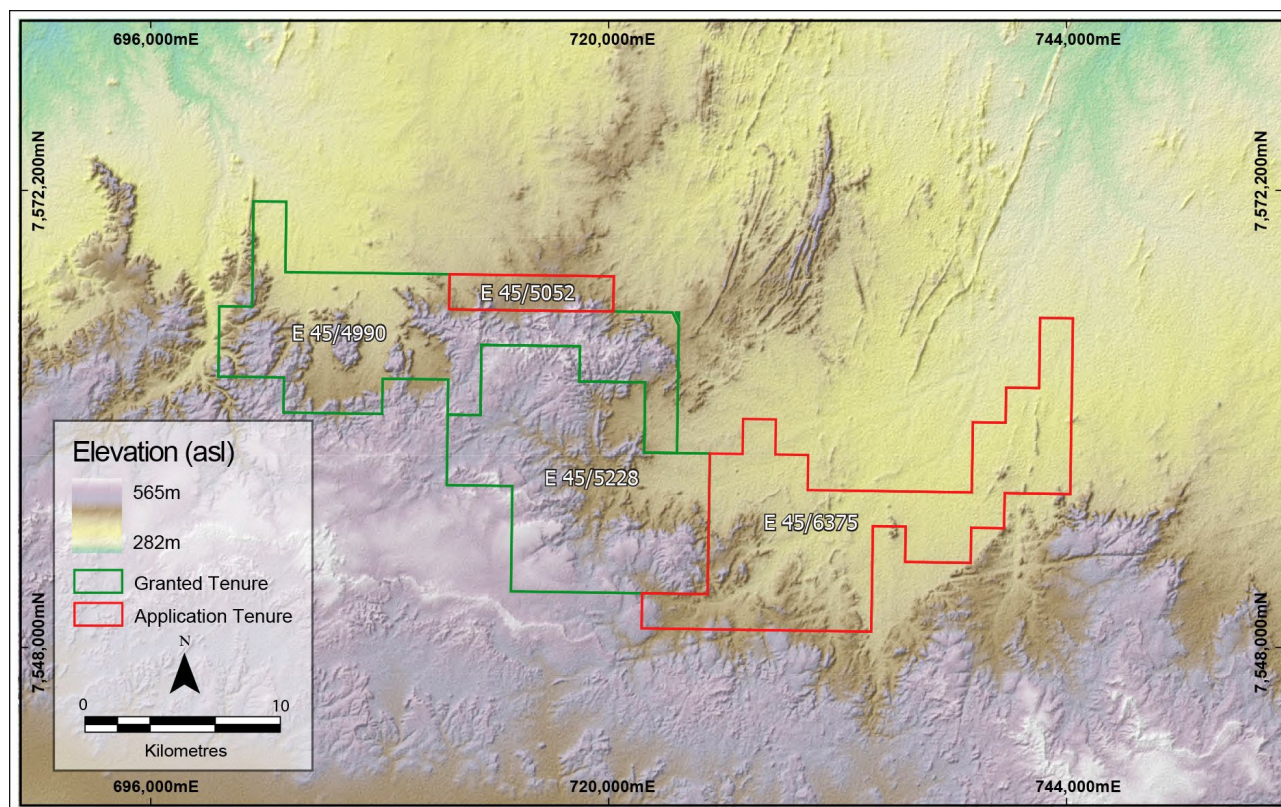 696,000mE
720,000mE
744,000mE
7,572,200mN
7,572,200mN
E 45/5052
E 45/4990
E 45/5228
E 45/6375
Elevation (asl)
565m
282m
Granted Tenure
Application Tenure
N
0
10
Kilometres
7,548,000mN
7,548,000mN
696,000mE
720,000mE
744,000mE